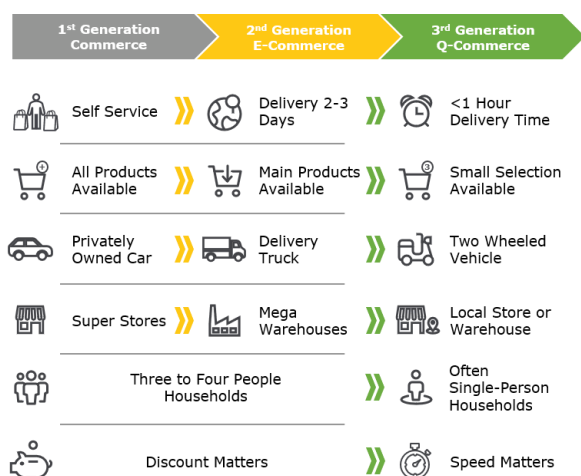 1st Generation
Commerce
2nd Generation
E-Commerce
3rd Generation
Q-Commerce
Self Service
Delivery 2-3
Days
<1 Hour
Delivery Time
All Products
Available
Main Products
Available
3
Small Selection
Available
Privately
Owned Car
Delivery
Truck
Two Wheeled
Vehicle
Super Stores
Mega
Warehouses
Local Store or
Warehouse
Three to Four People
Households
Often
Single-Person
Households
Discount Matters
Speed Matters